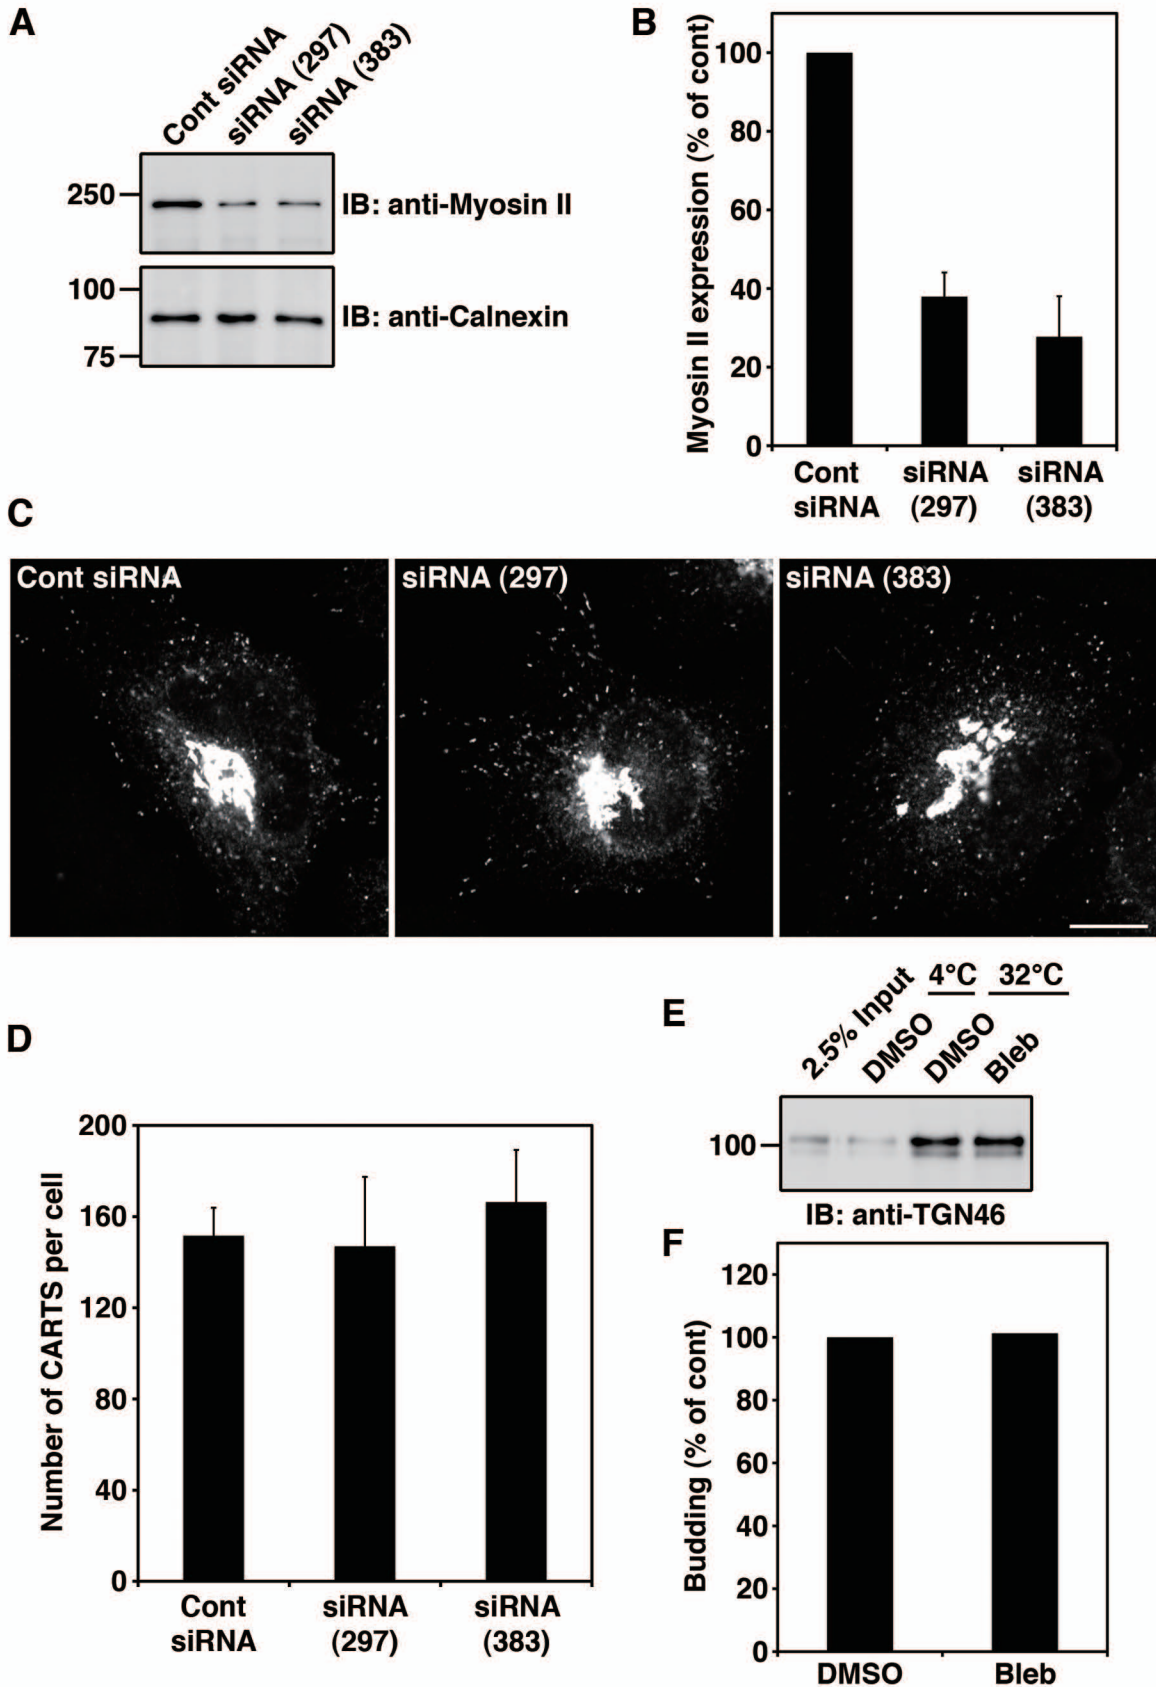 A
Cont siRNA
siRNA (297)
siRNA (383)
250
IB: anti-Myosin II
100
75
IB: anti-Calnexin
B
Myosin II expression (% of cont)
100
80
60
40
20
0
Cont
siRNA
siRNA
(297)
siRNA
(383)
C
Cont siRNA
siRNA (297)
siRNA (383)
D
Number of CARTS per cell
200
160
120
80
40
0
Cont
siRNA
siRNA
(297)
siRNA
(383)
E
4°C
32°C
2.5% Input
DMSO
DMSO
Bleb
100
IB: anti-TGN46
F
Budding (% of cont)
120
100
80
60
40
20
0
DMSO
Bleb